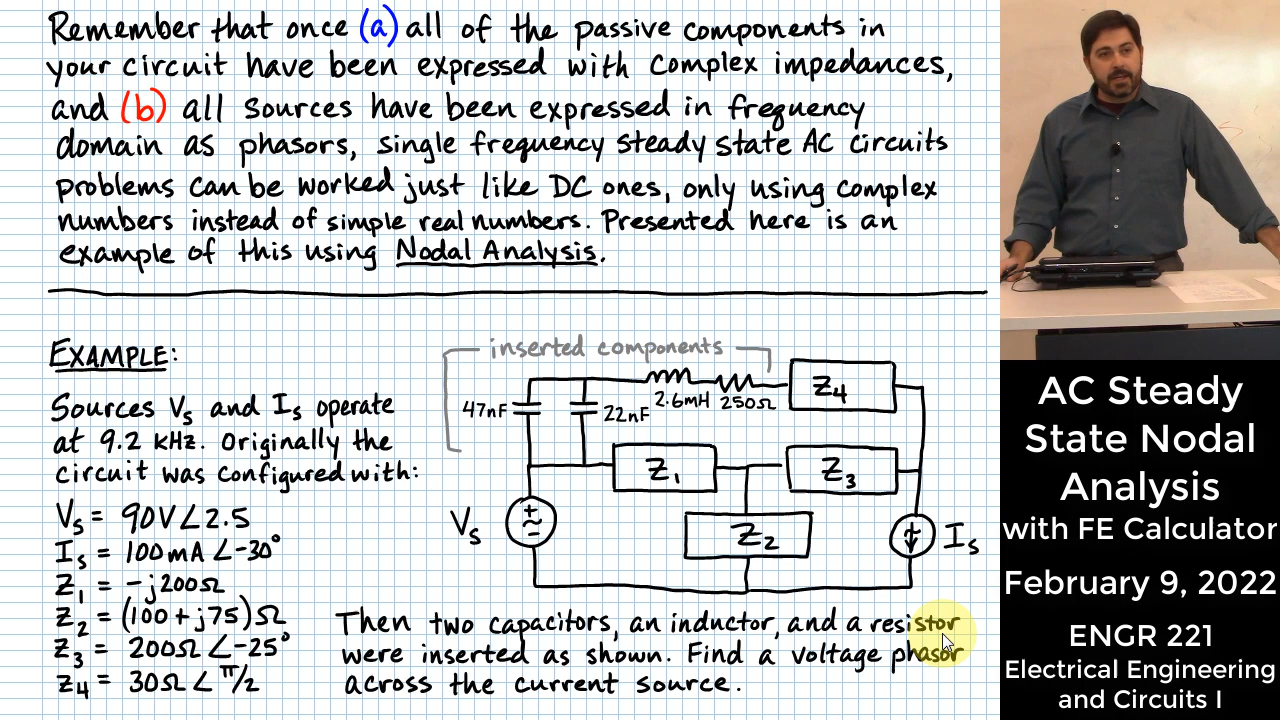 Remember that once (a) all of the passive components in
your circuit have been expressed with complex impedances,
and (b) all sources have been expressed in frequency
domain as phasors, single frequency steady state AC circuits
problems can be worked just like DC ones, only using complex
numbers instead of simple real numbers. Presented here is an
example of this using Nodal Analysis.
EXAMPLE:
Sources Vs and Is operate
at 9.2 kHz. Originally the
circuit was configured with:
Vs = 90V∠2.5
Is = 100mA ∠-30°
Z1 = -j200Ω
Z2 = (100+j75)Ω
Z3 = 200Ω ∠-25°
Z4 = 30Ω ∠ π/2
inserted components
47nF
22nF
2.6mH
250Ω
Z4
Z1
Z3
Vs
+
Z2
Is
Then two capacitors, an inductor, and a resistor
were inserted as shown. Find a voltage phasor
across the current source.
AC Steady
State Nodal
Analysis
with FE Calculator
February 9, 2022
ENGR 221
Electrical Engineering
and Circuits I